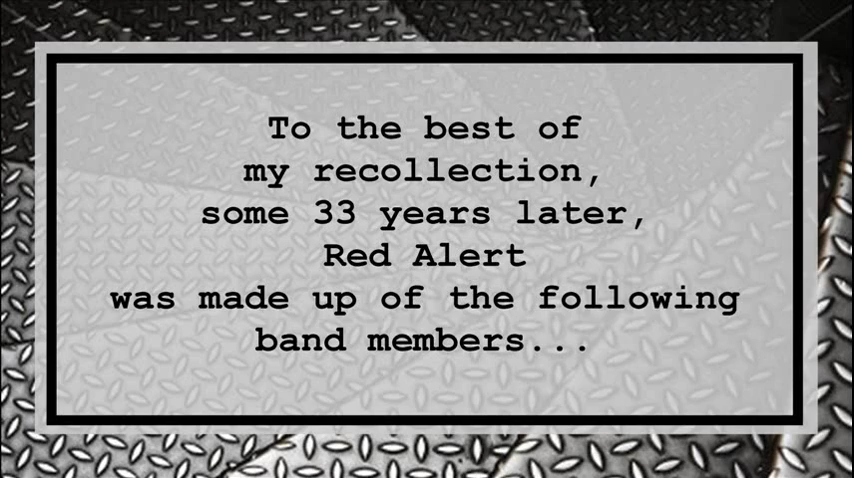 To the best of
my recollection,
some 33 years later,
Red Alert
was made up of the following
band members...